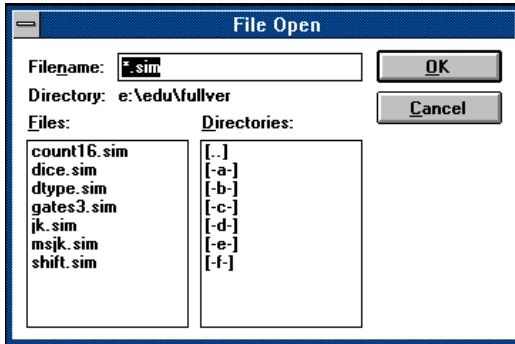 File Open
Filename: *.sim
OK
Directory: e:\edu\fullver
Cancel
Files:
Directories:
count16.sim
dice.sim
dtype.sim
gates3.sim
jk.sim
msjk.sim
shift.sim
[..]
[-a-]
[-b-]
[-c-]
[-d-]
[-e-]
[-f-]